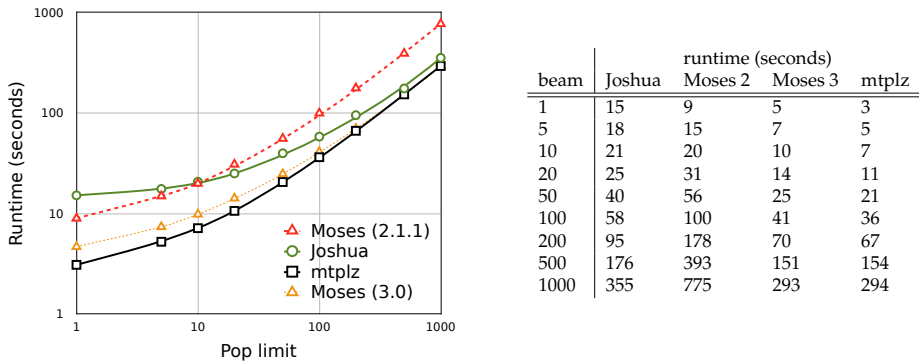 1000
100
10
1
1 10 100 1000
Runtime (seconds)
Pop limit
Moses (2.1.1)
Joshua
mtplz
Moses (3.0)
runtime (seconds)
beam Joshua Moses 2 Moses 3 mtplz
1 15 9 5 3
5 18 15 7 5
10 21 20 10 7
20 25 31 14 11
50 40 56 25 21
100 58 100 41 36
200 95 178 70 67
500 176 393 151 154
1000 355 775 293 294